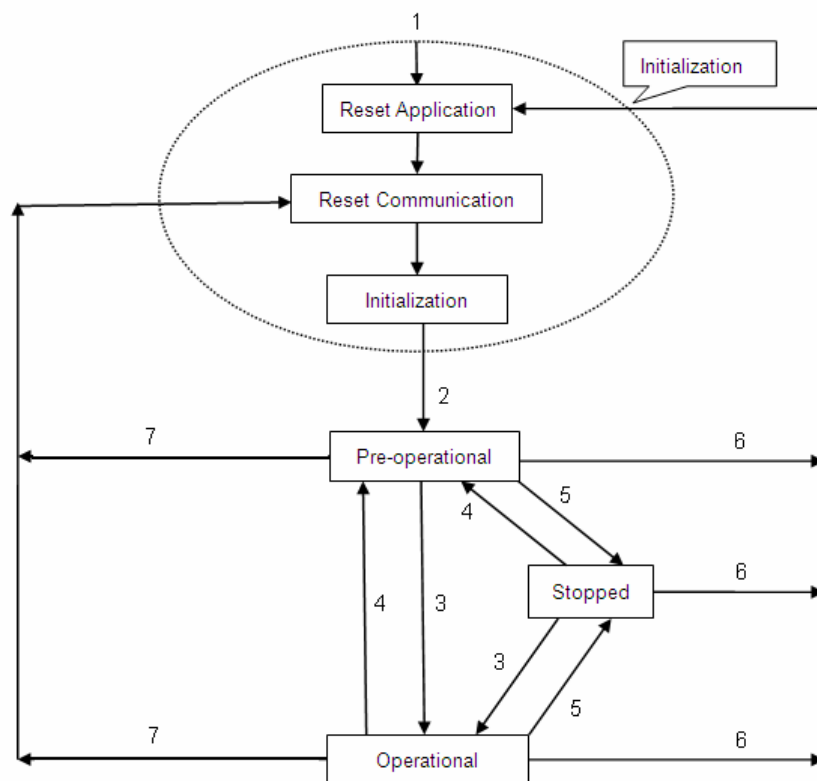 1
Initialization
Reset Application
Reset Communication
Initialization
2
7
Pre-operational
6
4
5
Stopped
6
4
3
3
5
7
Operational
6